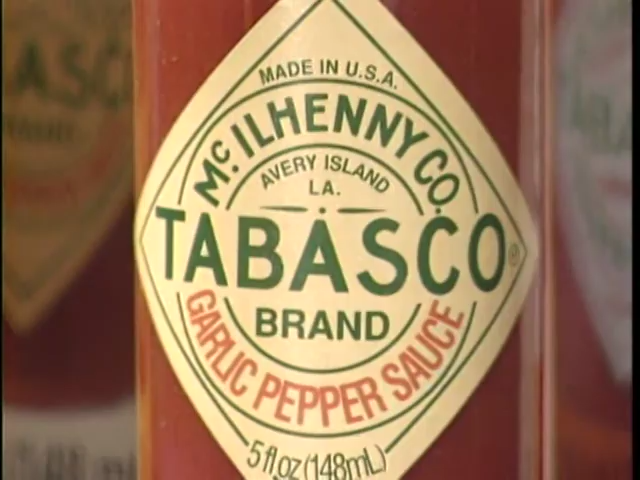 MADE IN U.S.A.
McILHENNY CO.
AVERY ISLAND
LA.
TABASCO®
BRAND
GARLIC PEPPER SAUCE
5 fl oz (148mL)